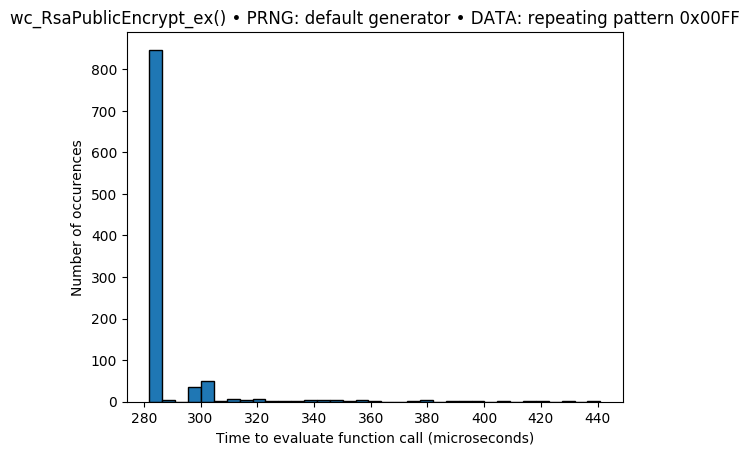 wc_RsaPublicEncrypt_ex() • PRNG: default generator • DATA: repeating pattern 0x00FF
800
700
600
500
400
300
200
100
0
Number of occurences
280 300 320 340 360 380 400 420 440
Time to evaluate function call (microseconds)